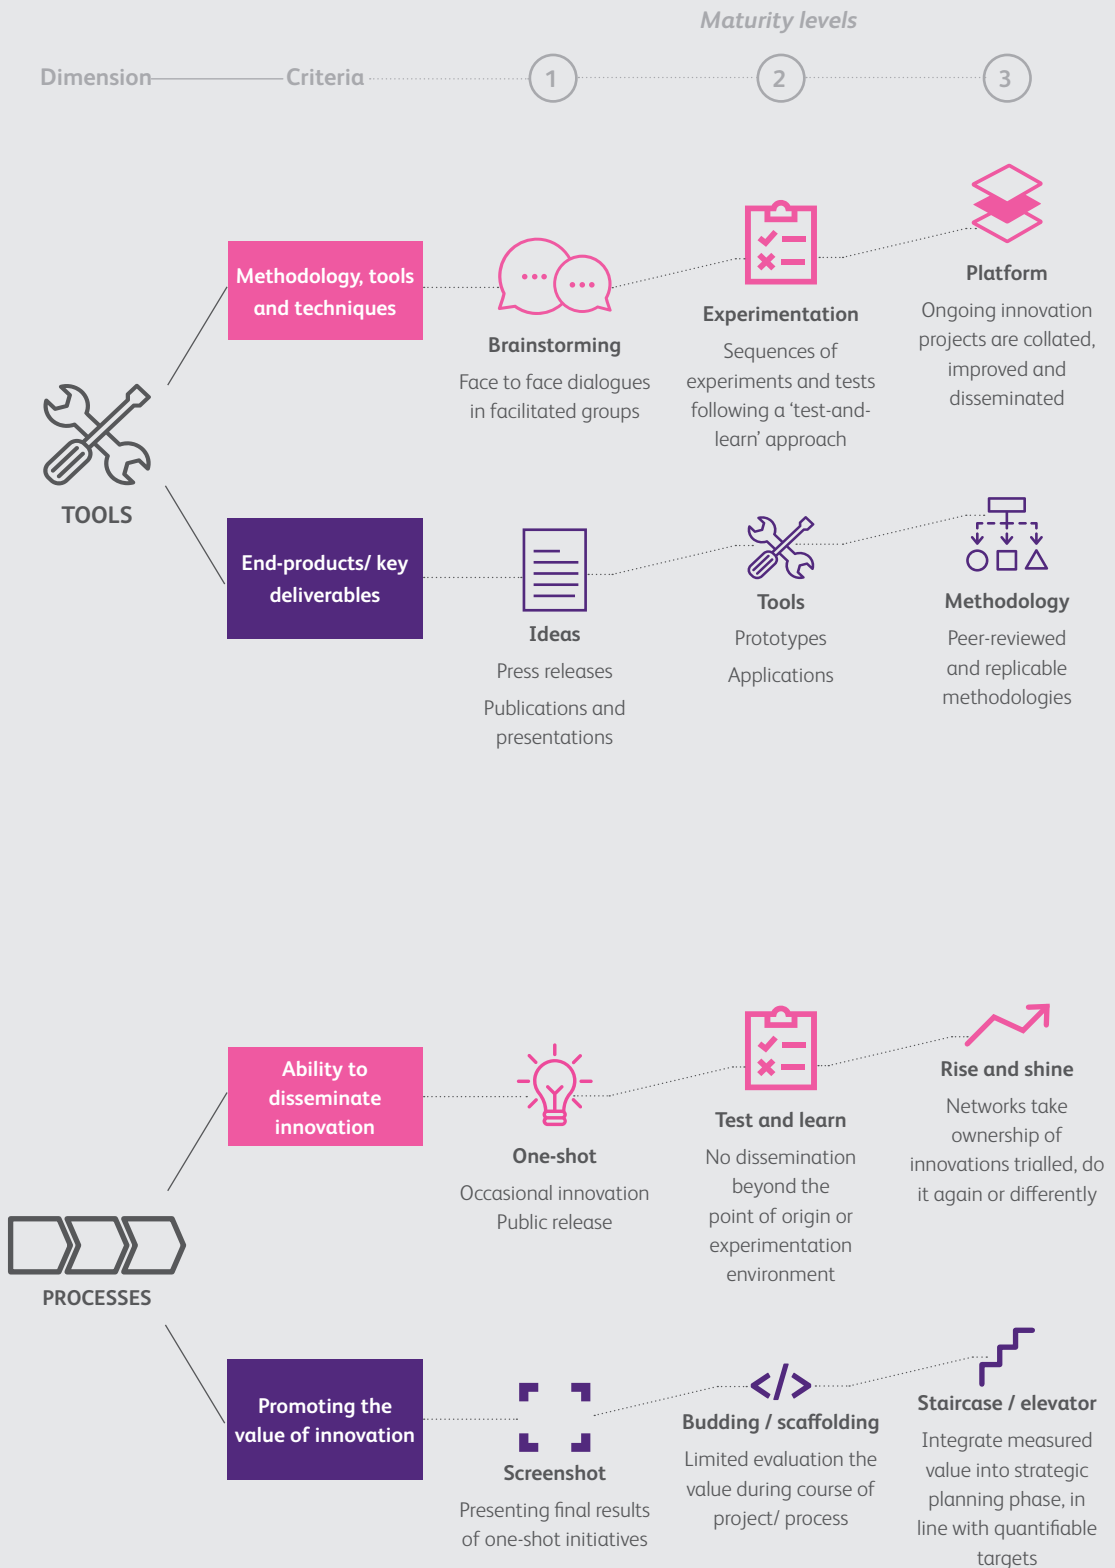 Maturity levels
Dimension
Criteria
1
2
3
TOOLS
Methodology, tools
and techniques
Brainstorming
Face to face dialogues
in facilitated groups
Experimentation
Sequences of
experiments and tests
following a ‘test-and-
learn’ approach
Platform
Ongoing innovation
projects are collated,
improved and
disseminated
End-products/ key
deliverables
Ideas
Press releases
Publications and
presentations
Tools
Prototypes
Applications
Methodology
Peer-reviewed
and replicable
methodologies
PROCESSES
Ability to
disseminate
innovation
One-shot
Occasional innovation
Public release
Test and learn
No dissemination
beyond the
point of origin or
experimentation
environment
Rise and shine
Networks take
ownership of
innovations trialled, do
it again or differently
Promoting the
value of innovation
Screenshot
Presenting final results
of one-shot initiatives
</>
Budding / scaffolding
Limited evaluation the
value during course of
project/ process
Staircase / elevator
Integrate measured
value into strategic
planning phase, in
line with quantifiable
targets